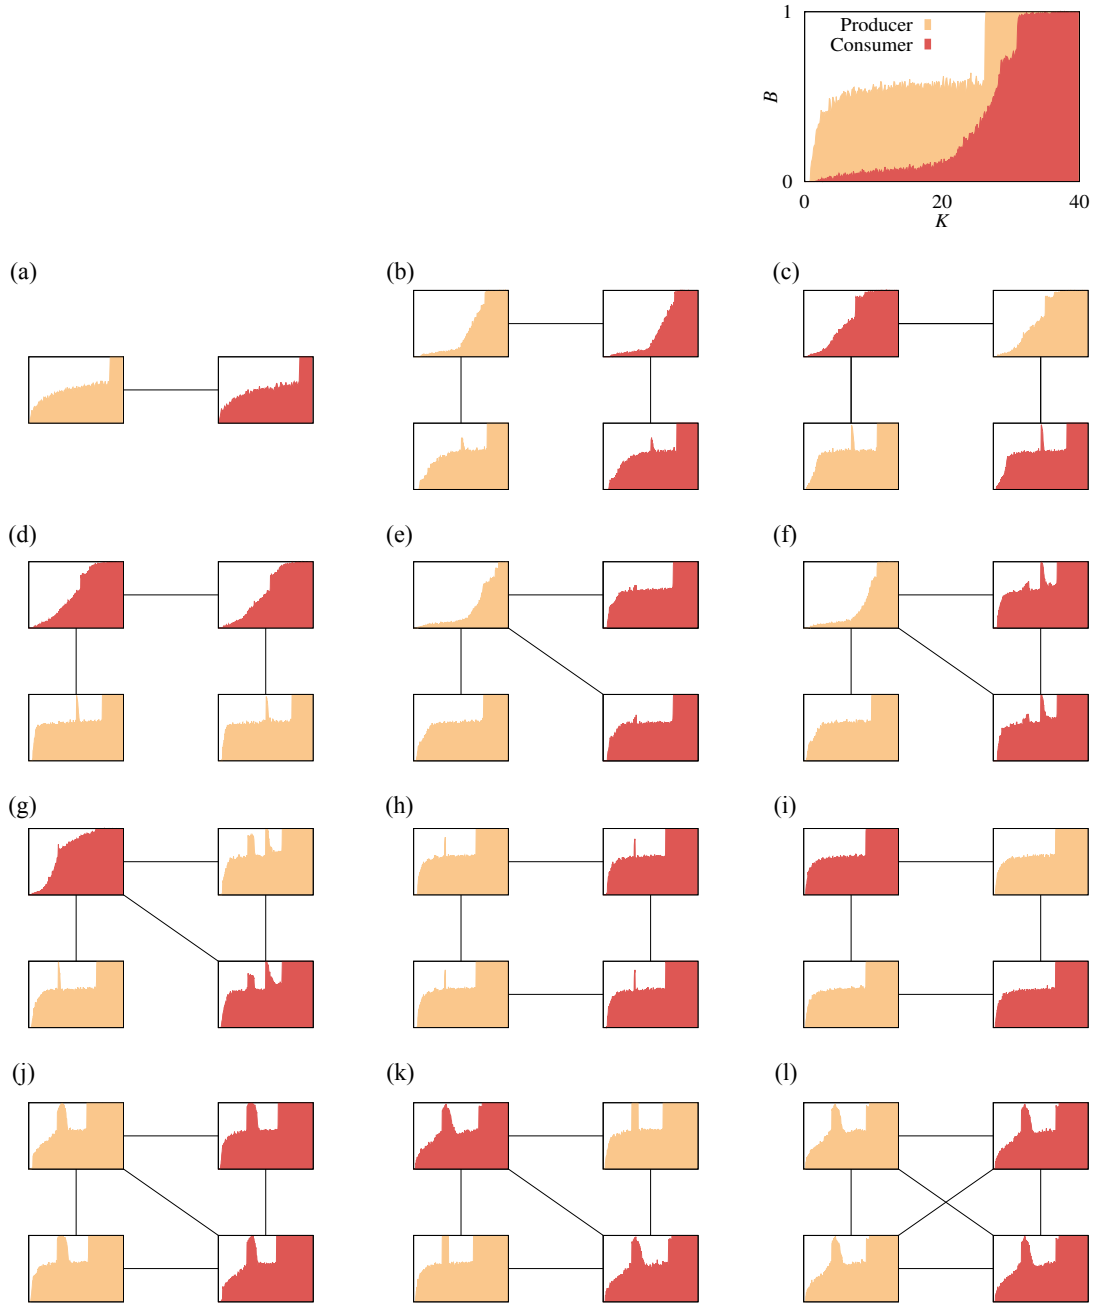 1
Producer
Consumer
B
0
0 20 40
K
(a) (b) (c)
(d) (e) (f)
(g) (h) (i)
(j) (k) (l)